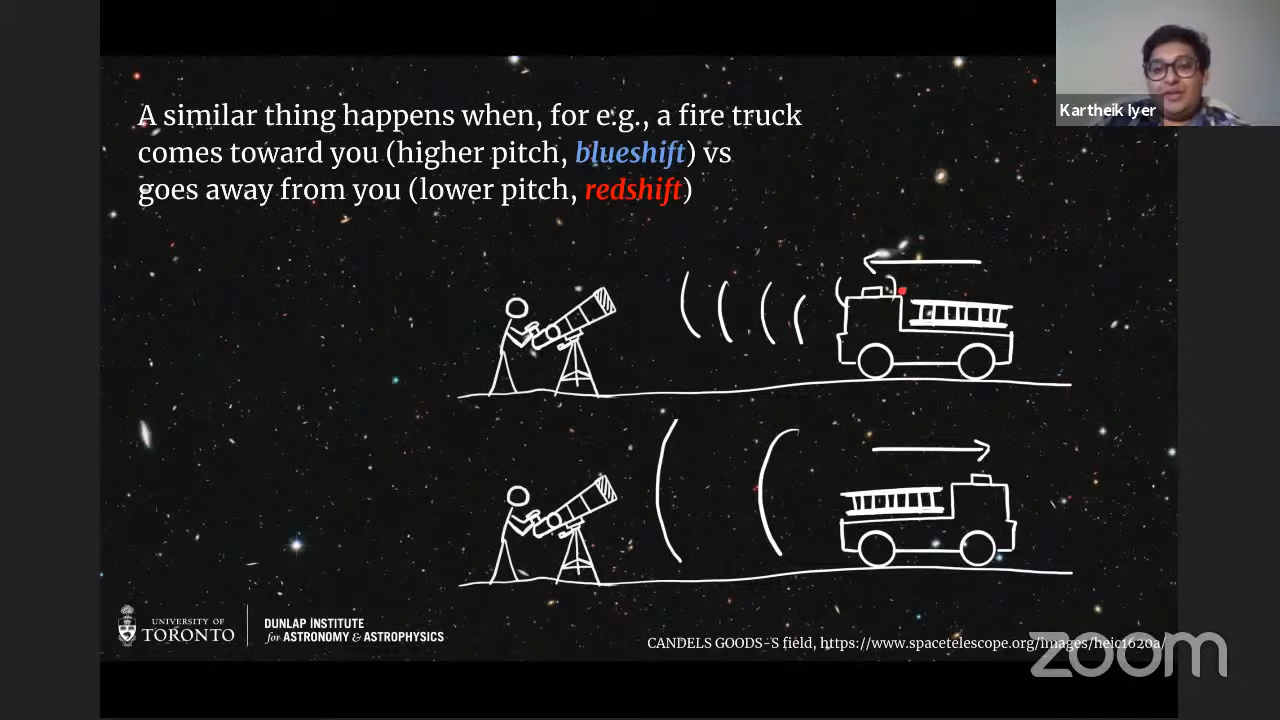 A similar thing happens when, for e.g., a fire truck
comes toward you (higher pitch, blueshift) vs
goes away from you (lower pitch, redshift)
Kartheik Iyer
UNIVERSITY OF
TORONTO
DUNLAP INSTITUTE
for ASTRONOMY & ASTROPHYSICS
CANDELS GOODS-S field, https://www.spacetelescope.org/images/heic1620a/
zoom